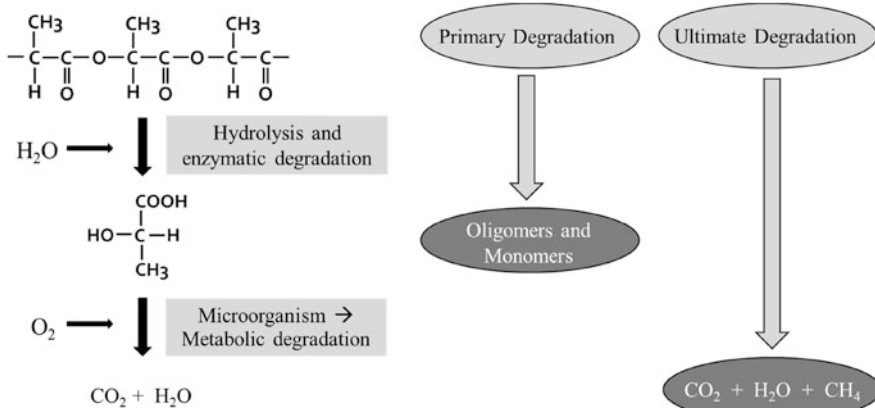 CH₃ CH₃ CH₃
— C — C — O — C — C — O — C — C —
H O H O H O
H₂O
Hydrolysis and
enzymatic degradation
COOH
HO — C — H
CH₃
O₂
Microorganism →
Metabolic degradation
CO₂ + H₂O
Primary Degradation
Oligomers and
Monomers
Ultimate Degradation
CO₂ + H₂O + CH₄